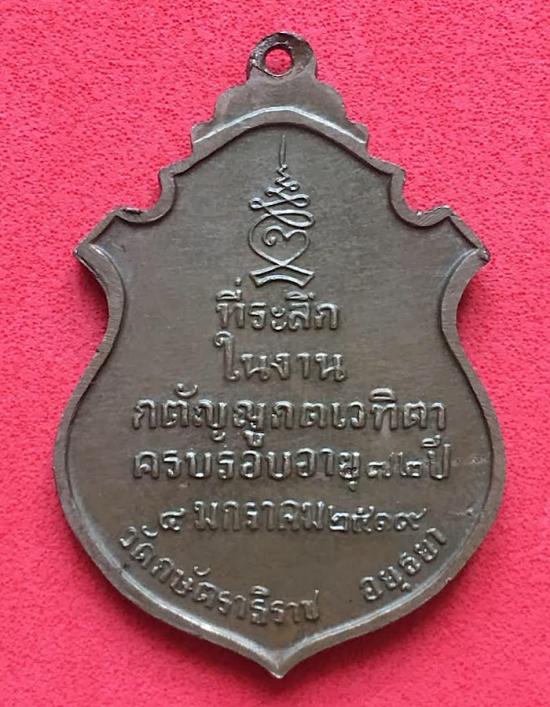 ที่ระลึก
ในงาน
กตัญญูกตเวทิตา
ครบรอบอายุ ๗๒ ปี
๔ มกราคม ๒๕๑๙
วัดกษัตราธิราช อยุธยา